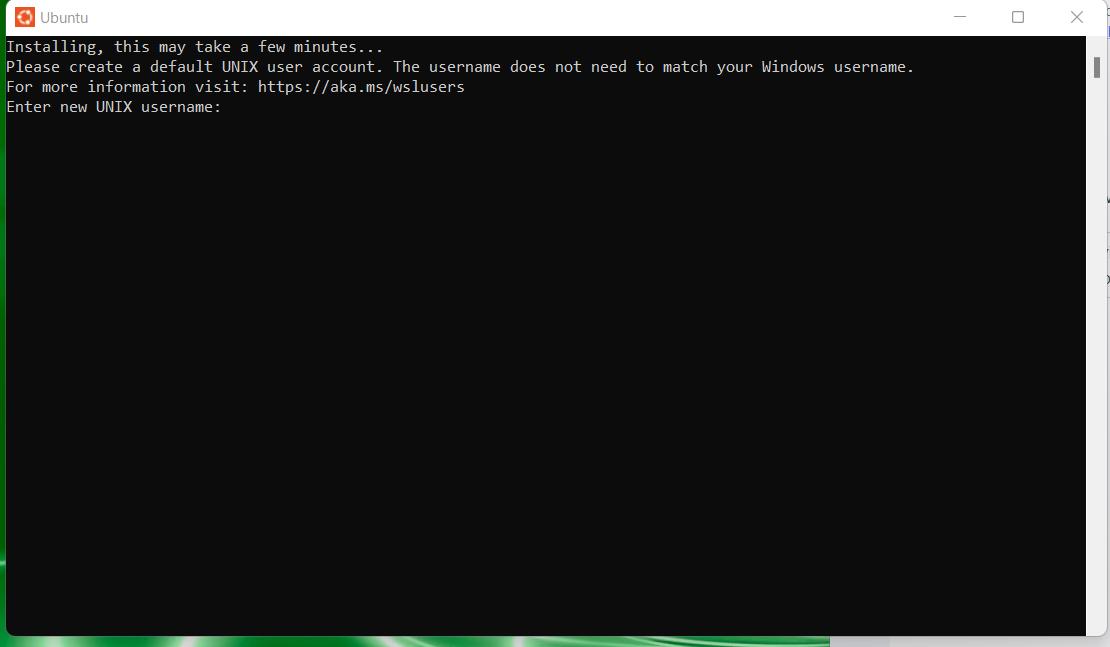 Ubuntu
Installing, this may take a few minutes...
Please create a default UNIX user account. The username does not need to match your Windows username.
For more information visit: https://aka.ms/wslusers
Enter new UNIX username: